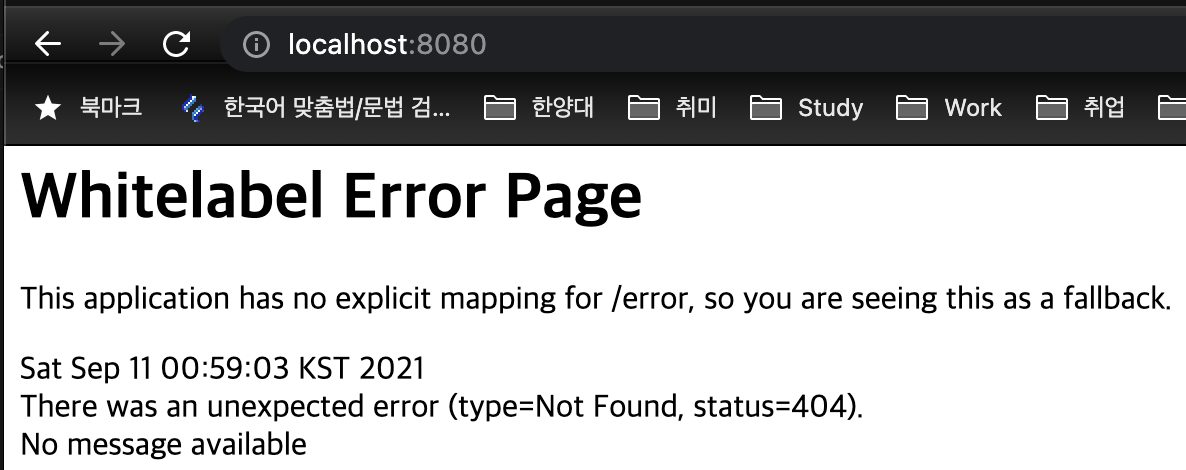 localhost:8080
북마크 한국어 맞춤법/문법 검... 한양대 취미 Study Work 취업
Whitelabel Error Page
This application has no explicit mapping for /error, so you are seeing this as a fallback.
Sat Sep 11 00:59:03 KST 2021
There was an unexpected error (type=Not Found, status=404).
No message available